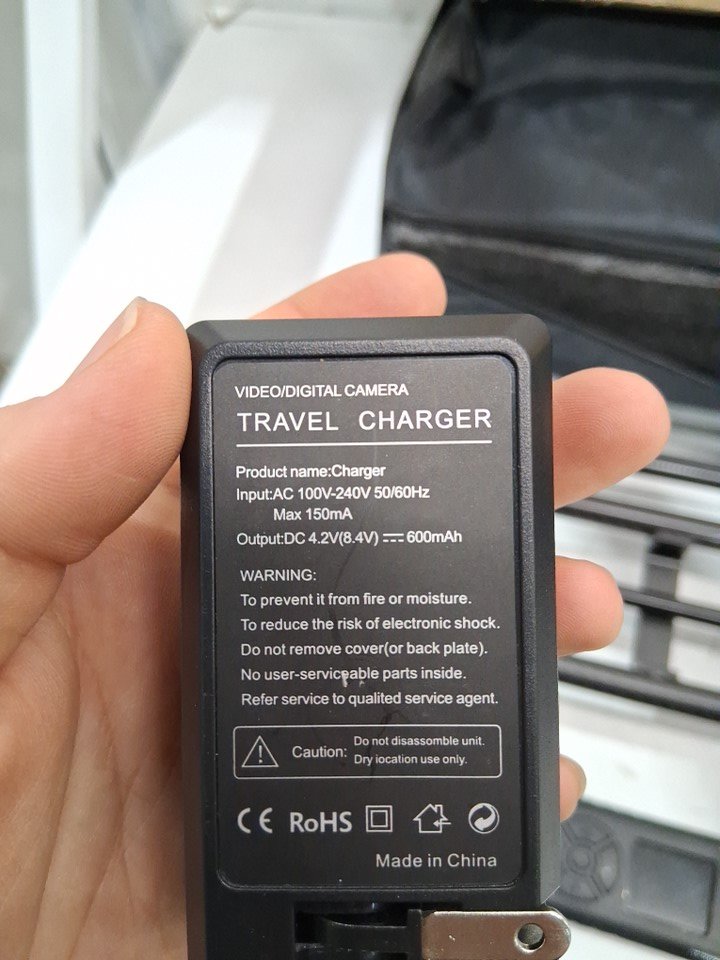 VIDEO/DIGITAL CAMERA
TRAVEL CHARGER
Product name:Charger
Input:AC 100V-240V 50/60Hz
Max 150mA
Output:DC 4.2V(8.4V) ⎓ 600mAh
WARNING:
To prevent it from fire or moisture.
To reduce the risk of electronic shock.
Do not remove cover(or back plate).
No user-serviceable parts inside.
Refer service to qualited service agent.
Caution: Do not disassomble unit.
Dry iocation use only.
CE RoHS
Made in China